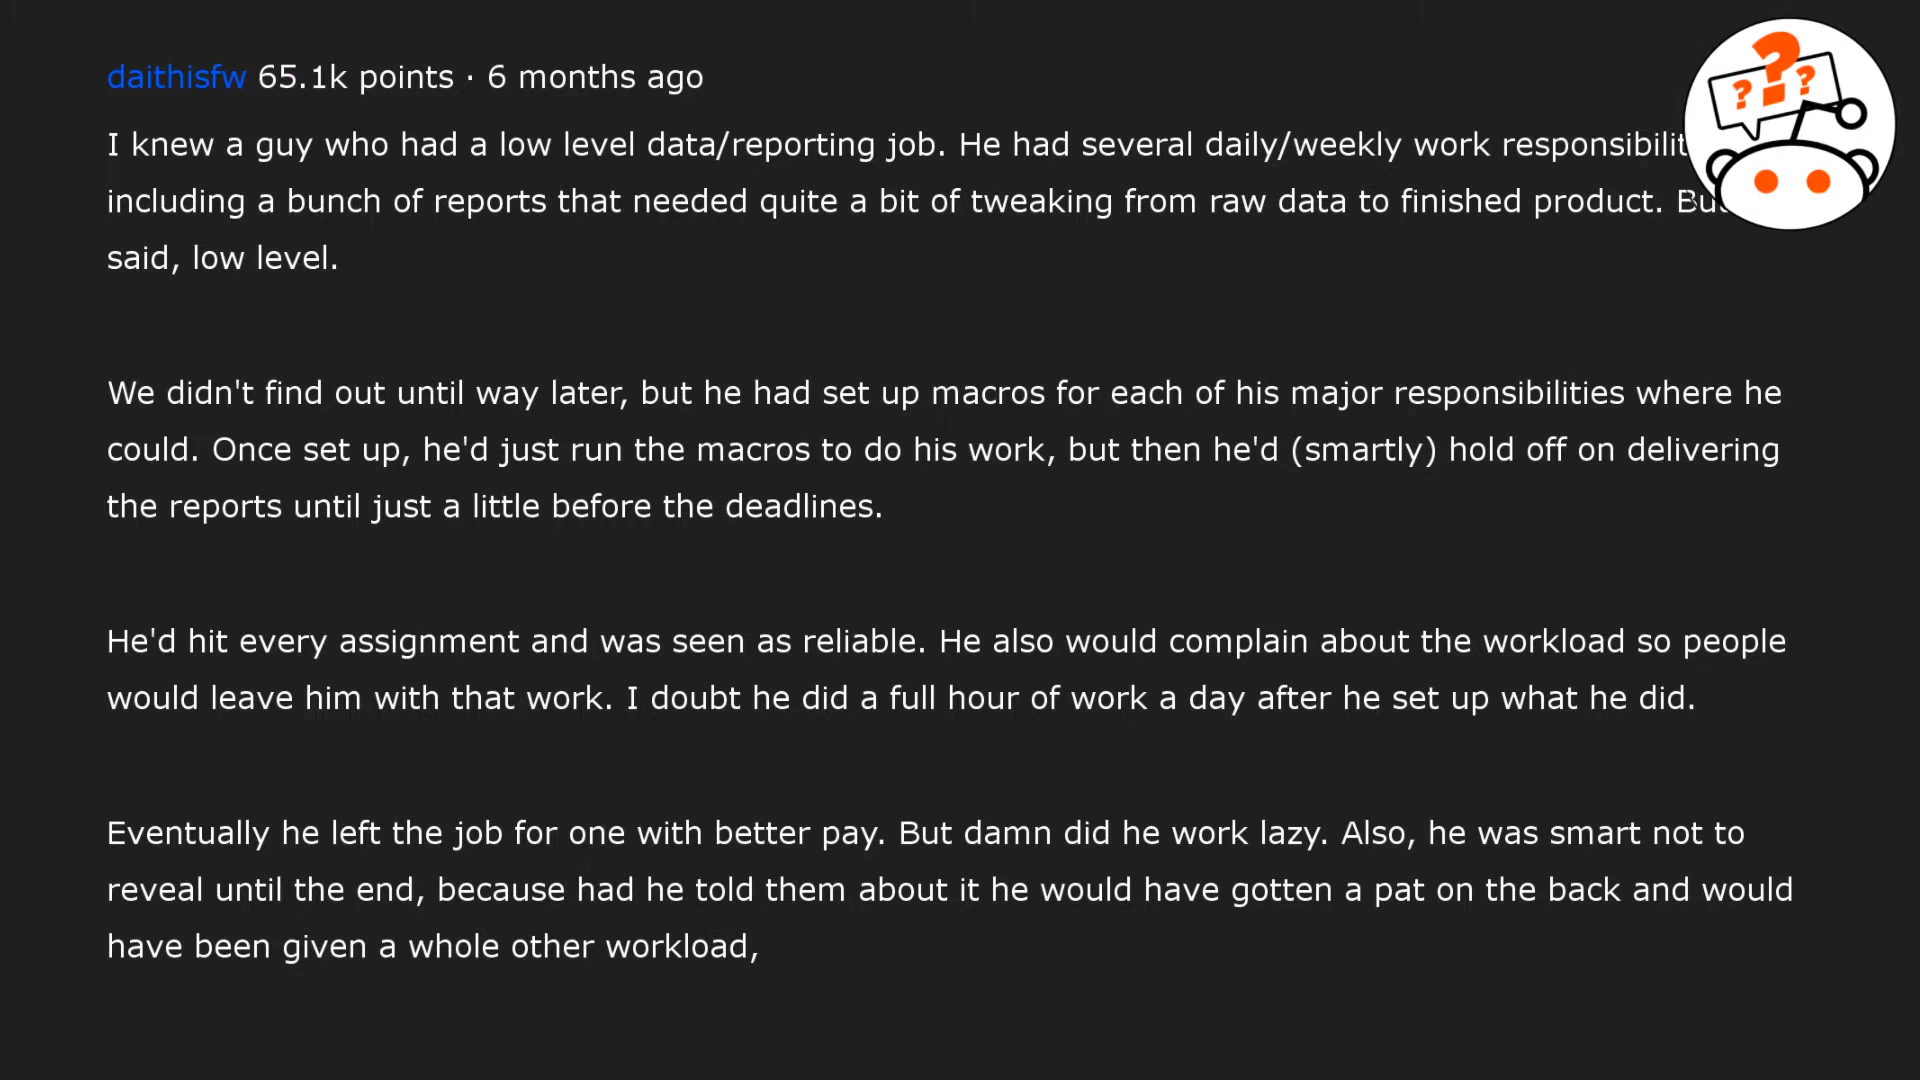 daithisfw 65.1k points · 6 months ago
I knew a guy who had a low level data/reporting job. He had several daily/weekly work
including a bunch of reports that needed quite a bit of tweaking from raw data to finished product.
said, low level.
We didn't find out until way later, but he had set up macros for each of his major responsibilities where he
could. Once set up, he'd just run the macros to do his work, but then he'd (smartly) hold off on delivering
the reports until just a little before the deadlines.
He'd hit every assignment and was seen as reliable. He also would complain about the workload so people
would leave him with that work. I doubt he did a full hour of work a day after he set up what he did.
Eventually he left the job for one with better pay. But damn did he work lazy. Also, he was smart not to
reveal until the end, because had he told them about it he would have gotten a pat on the back and would
have been given a whole other workload,
? ? ?